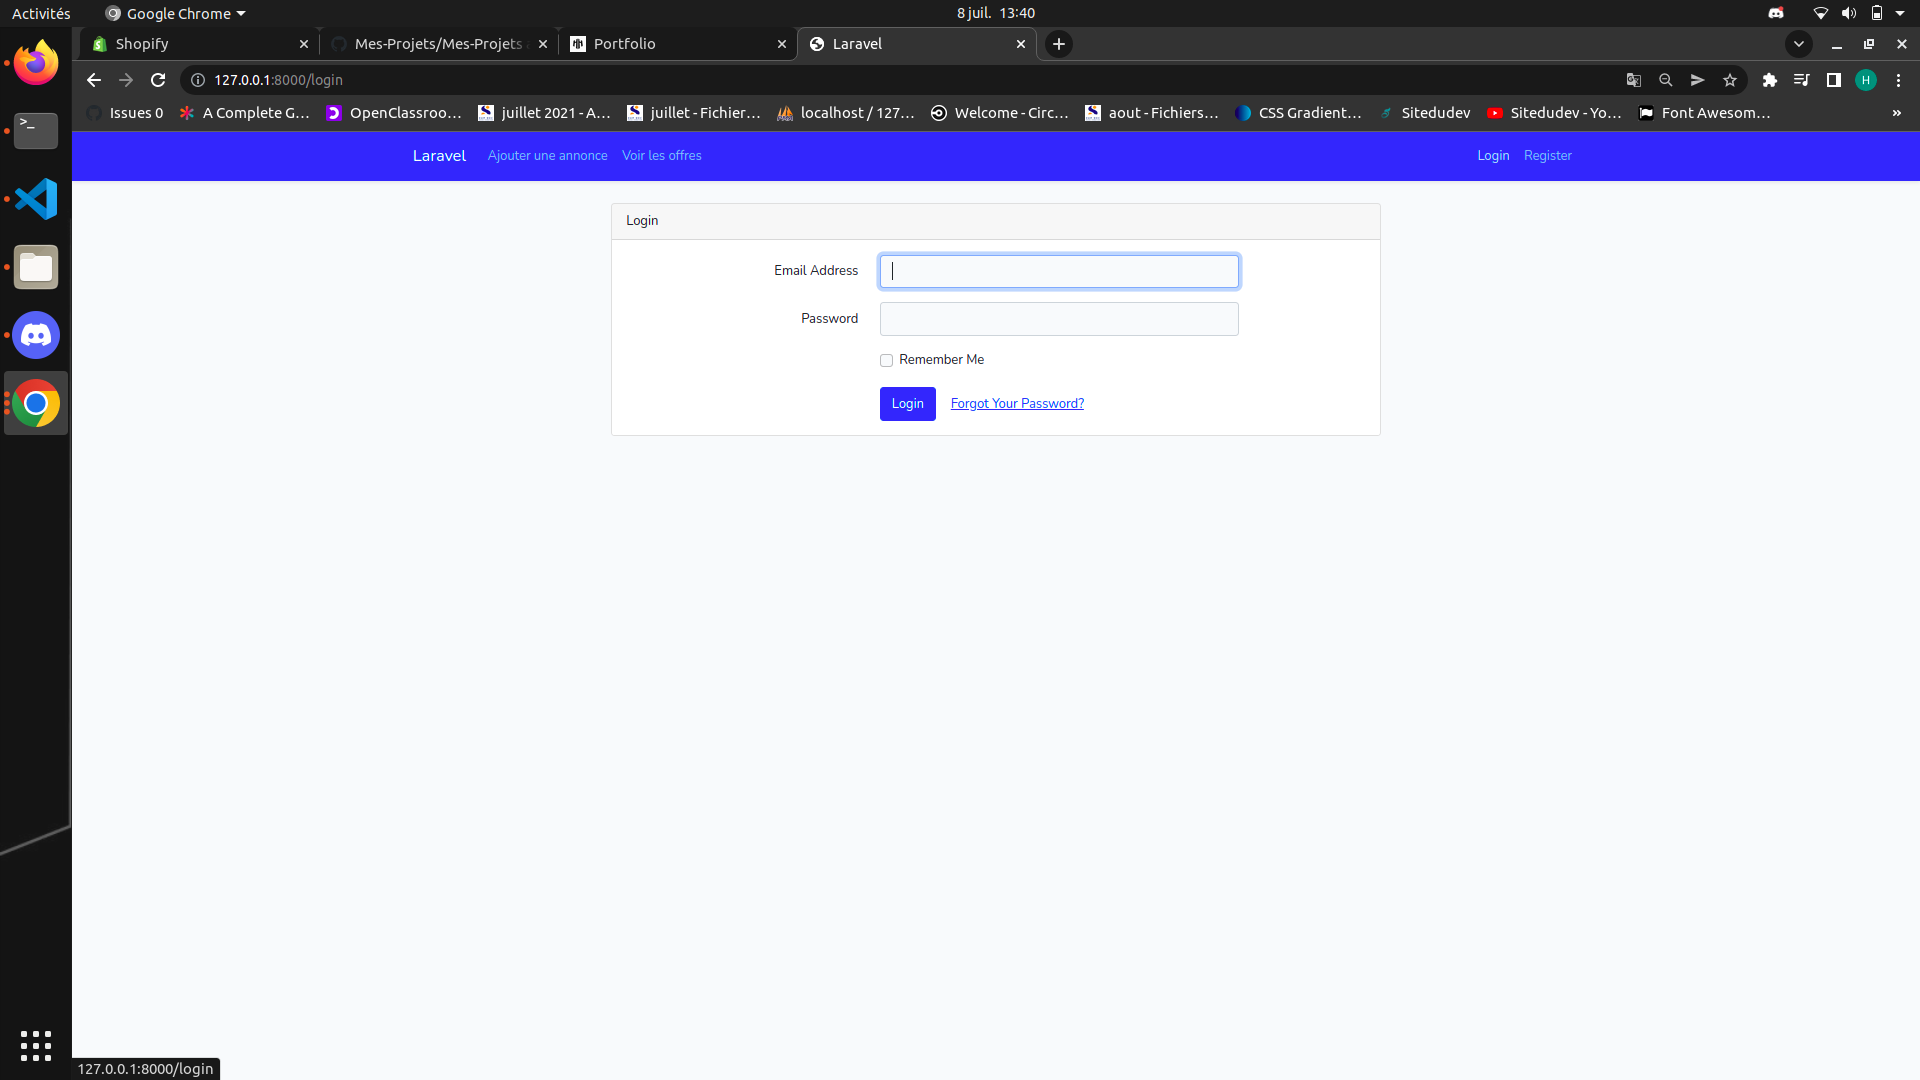 Activités Google Chrome 8 juil. 13:40
Shopify Mes-Projets/Mes-Projets Portfolio Laravel
127.0.0.1:8000/login H
Issues 0 A Complete G… OpenClassroo… juillet 2021 - A… juillet - Fichier… localhost / 127… Welcome - Circ… aout - Fichiers… CSS Gradient… Sitedudev Sitedudev - Yo… Font Awesom… »
Laravel Ajouter une annonce Voir les offres Login Register
Login
Email Address
Password
Remember Me
Login Forgot Your Password?
127.0.0.1:8000/login